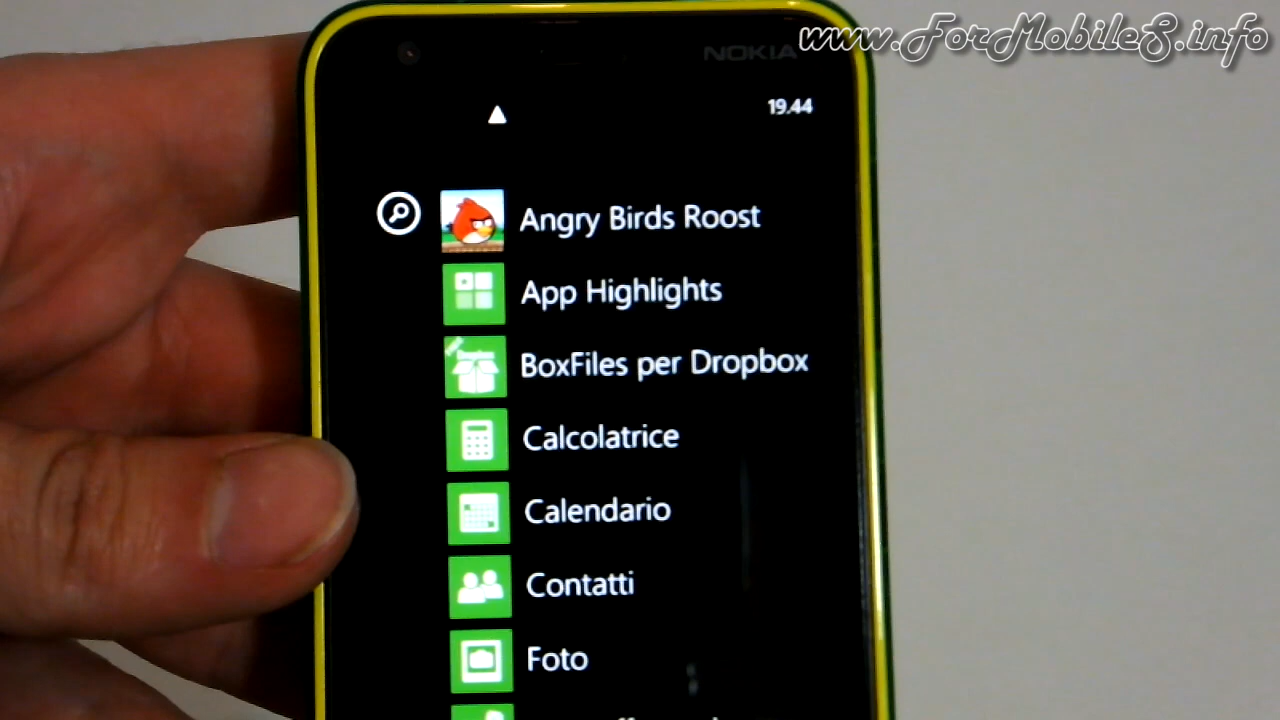 www.ForMobileS.info
NOKIA
19.44
Angry Birds Roost
App Highlights
BoxFiles per Dropbox
Calcolatrice
Calendario
Contatti
Foto